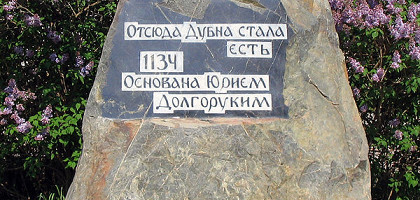 Отсюда Дубна стала
есть
1134
Основана Юрием
Долгоруким